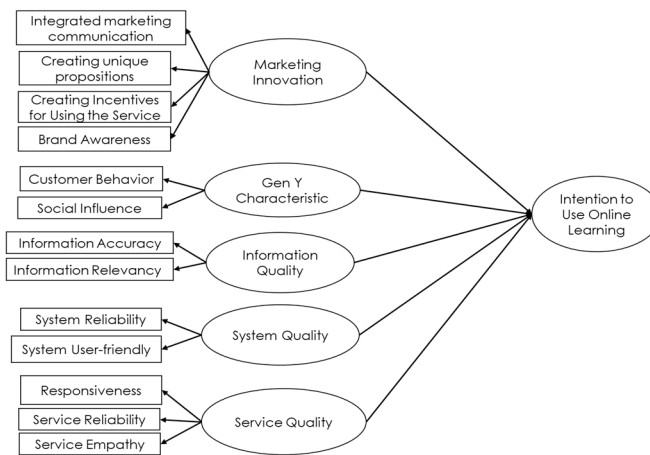 Integrated marketing
communication
Creating unique
propositions
Creating Incentives
for Using the Service
Brand Awareness
Marketing
Innovation
Customer Behavior
Social Influence
Gen Y
Characteristic
Information Accuracy
Information Relevancy
Information
Quality
System Reliability
System User-friendly
System Quality
Responsiveness
Service Reliability
Service Empathy
Service Quality
Intention to
Use Online
Learning